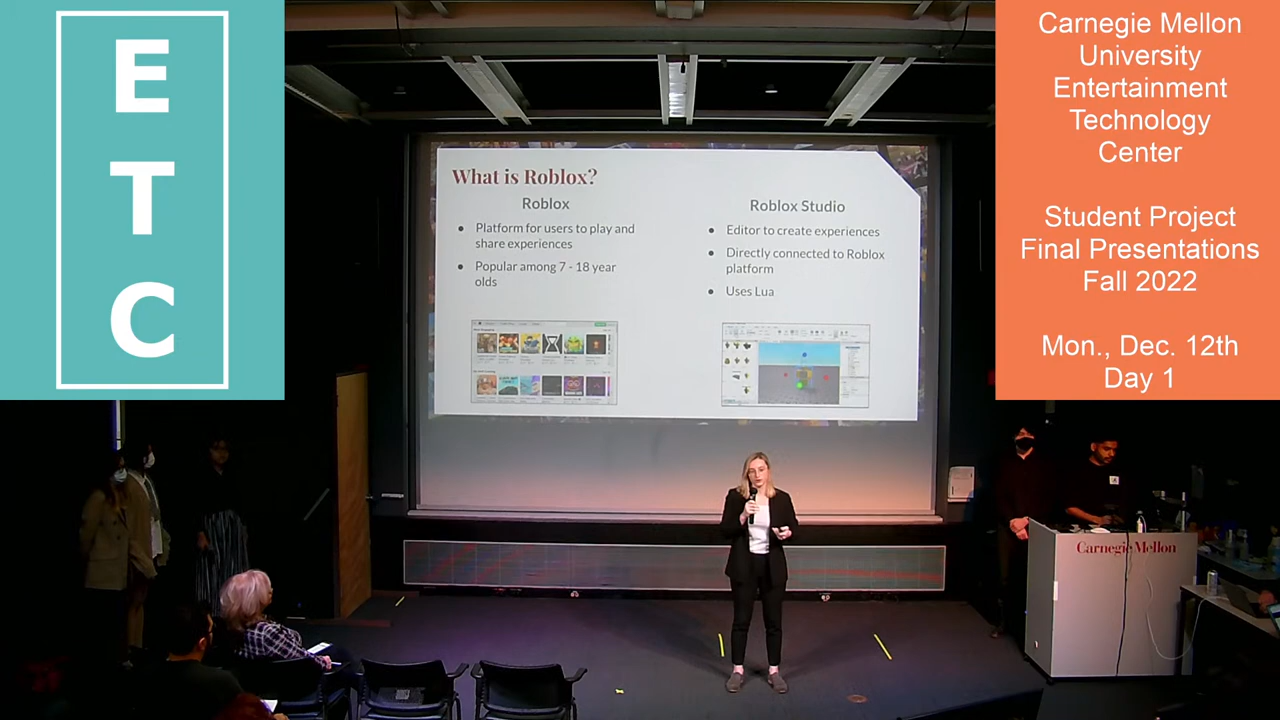 E
T
C
Carnegie Mellon
University
Entertainment
Technology
Center
Student Project
Final Presentations
Fall 2022
Mon., Dec. 12th
Day 1
What is Roblox?
Roblox
Platform for users to play and
share experiences
Popular among 7 - 18 year
olds
Roblox Studio
Editor to create experiences
Directly connected to Roblox
platform
Uses Lua
Carnegie Mellon